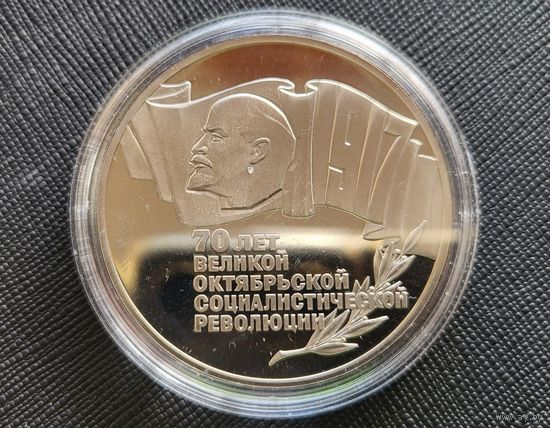 1917
70 ЛЕТ
ВЕЛИКОЙ
ОКТЯБРЬСКОЙ
СОЦИАЛИСТИЧЕСКОЙ
РЕВОЛЮЦИИ